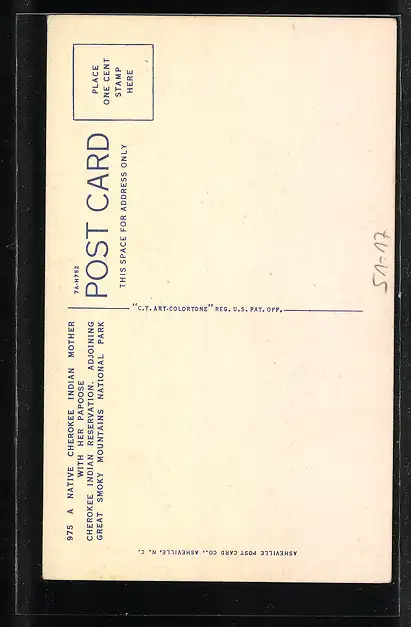 975 A NATIVE CHEROKEE INDIAN MOTHER
WITH HER PAPOOSE
CHEROKEE INDIAN RESERVATION, ADJOINING
GREAT SMOKY MOUNTAINS NATIONAL PARK
7A-H752
POST CARD
THIS SPACE FOR ADDRESS ONLY
PLACE
ONE CENT
STAMP
HERE
"C.T. ART-COLORTONE" REG. U.S. PAT. OFF.
ASHEVILLE POST CARD CO., ASHEVILLE, N. C.
51-17